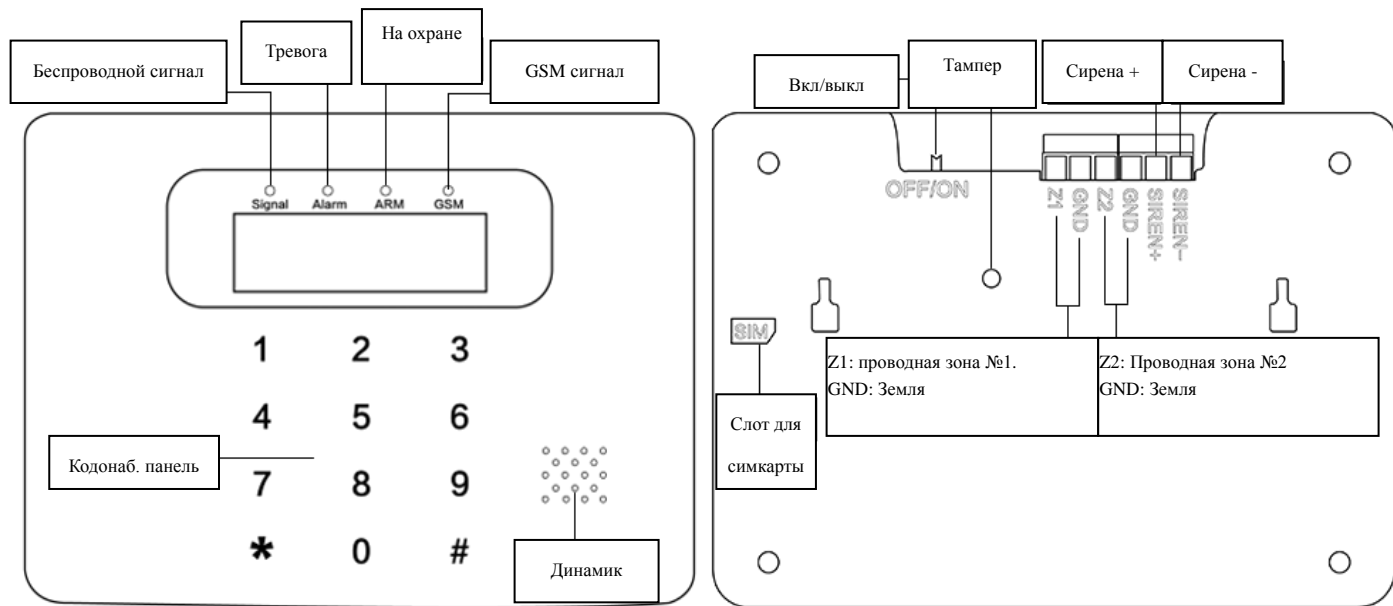 На охране
Тревога
Беспроводной сигнал
GSM сигнал
Signal Alarm ARM GSM
1 2 3
4 5 6
7 8 9
* 0 #
Кодонаб. панель
Динамик
Вкл/выкл
Тампер
Сирена +
Сирена -
OFF/ON
Z1
GND
Z2
GND
SIREN+
SIREN-
SIM
Z1: проводная зона №1.
GND: Земля
Z2: Проводная зона №2
GND: Земля
Слот для
симкарты